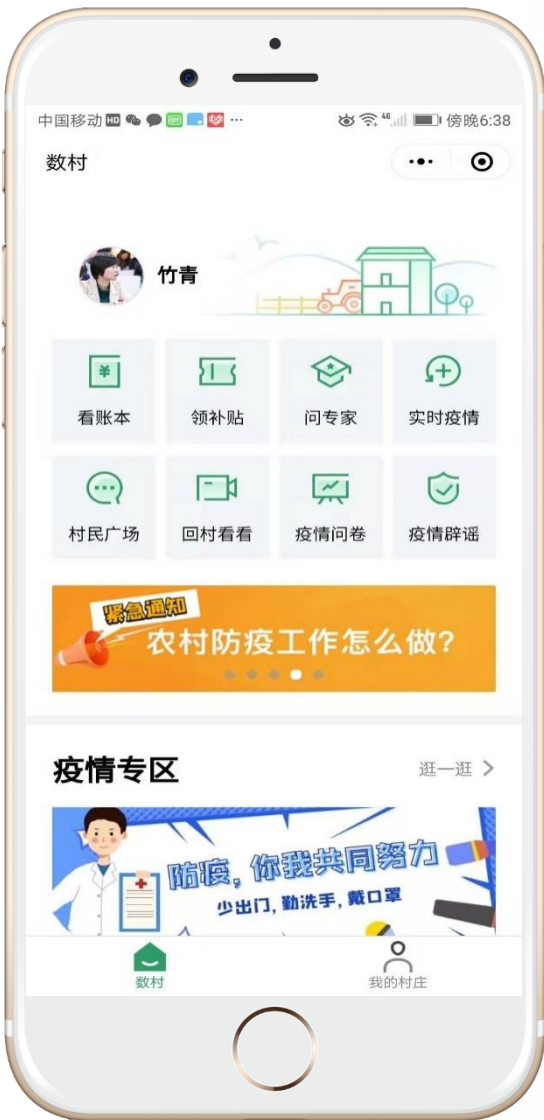 中国移动 HD 46 傍晚6:38
数村
竹青
看账本 领补贴 问专家 实时疫情
村民广场 回村看看 疫情问卷 疫情辟谣
紧急通知
农村防疫工作怎么做?
疫情专区 逛一逛
防疫,你我共同努力
少出门,勤洗手,戴口罩
数村 我的村庄